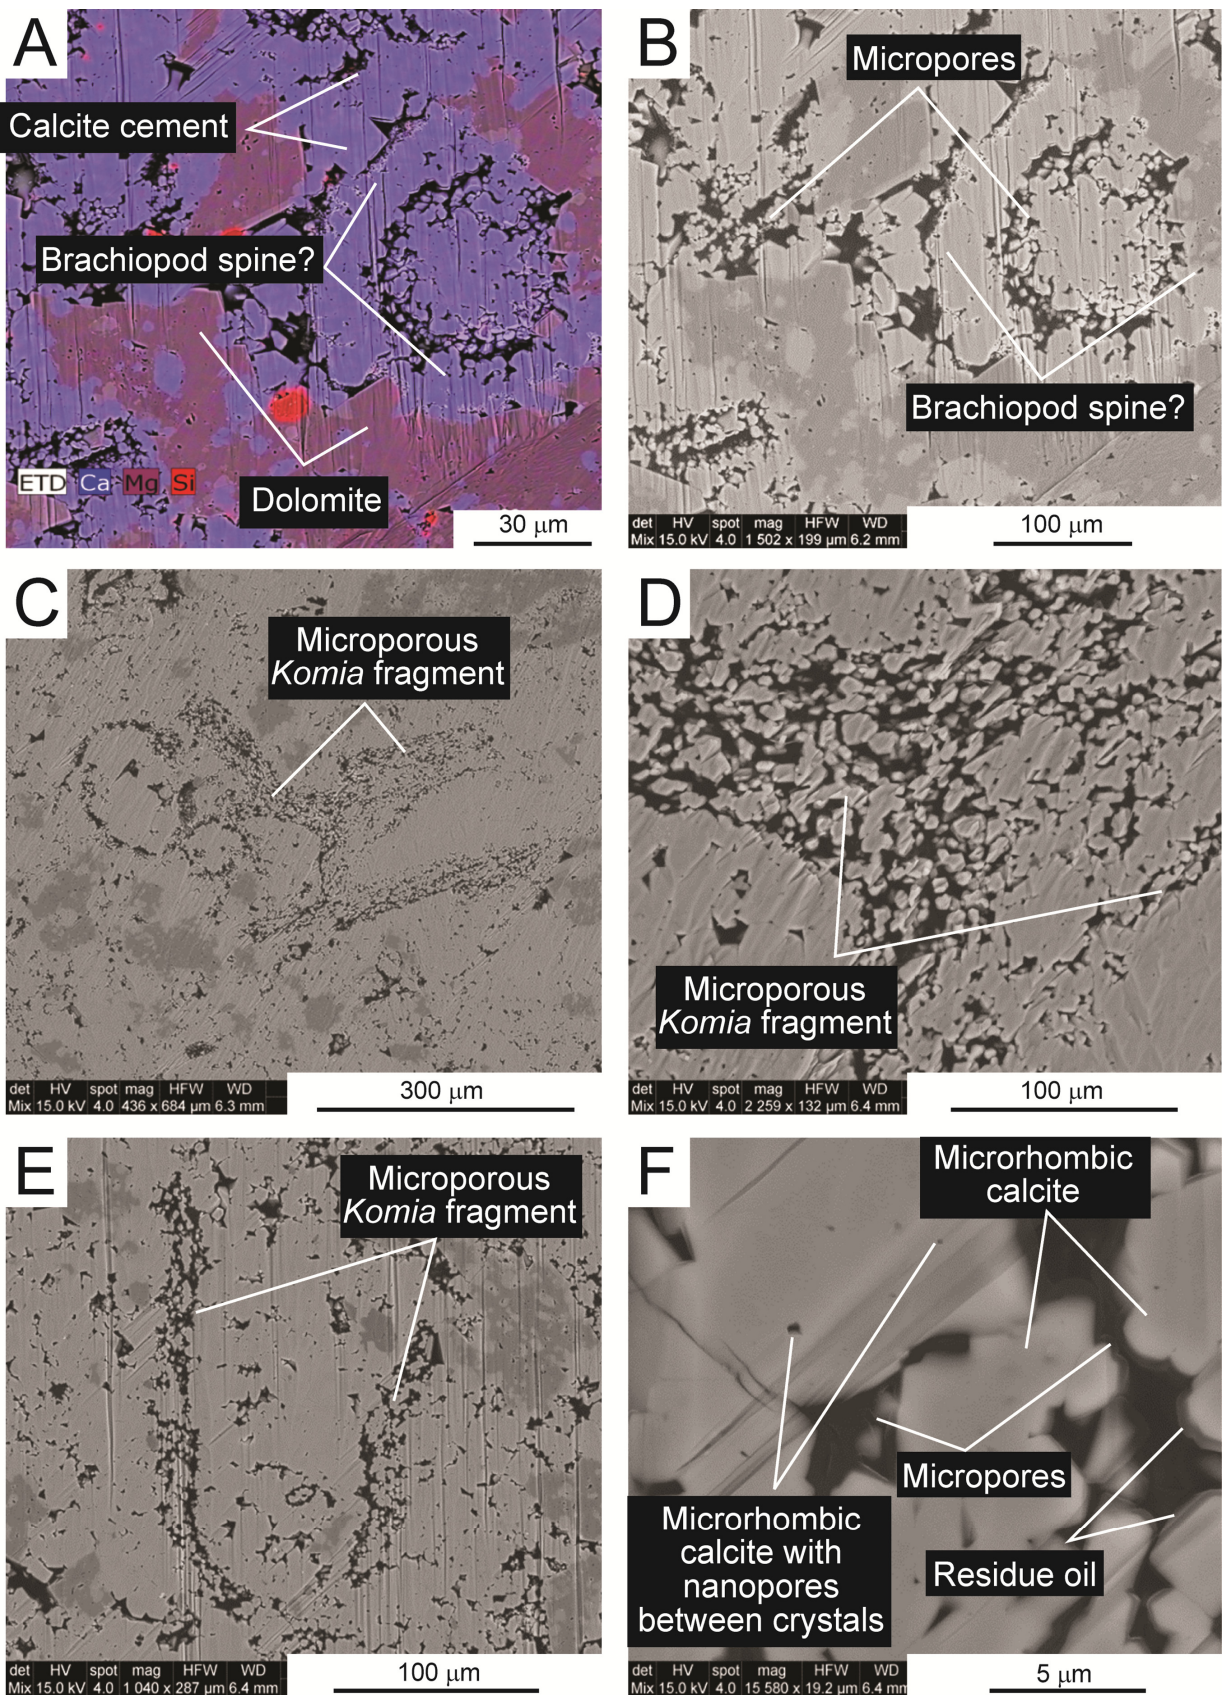 A
Calcite cement
Brachiopod spine?
ETD Ca Mg Si
Dolomite
30 μm
B
Micropores
Brachiopod spine?
det HV spot mag HFW WD
Mix 15.0 kV 4.0 1 502 x 199 μm 6.2 mm
100 μm
C
Microporous
Komia fragment
det HV spot mag HFW WD
Mix 15.0 kV 4.0 436 x 684 μm 6.3 mm
300 μm
D
Microporous
Komia fragment
det HV spot mag HFW WD
Mix 15.0 kV 4.0 2 259 x 132 μm 6.4 mm
100 μm
E
Microporous
Komia fragment
det HV spot mag HFW WD
Mix 15.0 kV 4.0 1 040 x 287 μm 6.4 mm
100 μm
F
Microrhombic
calcite
Micropores
Microrhombic
calcite with
nanopores
between crystals
Residue oil
det HV spot mag HFW WD
Mix 15.0 kV 4.0 15 580 x 19.2 μm 6.4 mm
5 μm